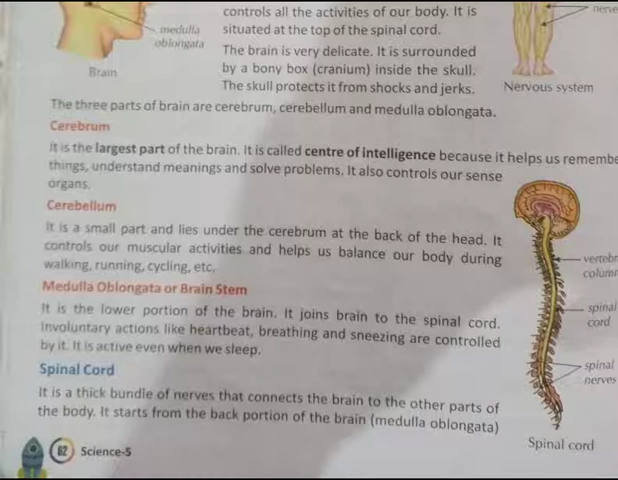 controls all the activities of our body. It is
situated at the top of the spinal cord.
The brain is very delicate. It is surrounded
by a bony box (cranium) inside the skull.
The skull protects it from shocks and jerks.
medulla
oblongata
Brain
nerve
Nervous system
The three parts of brain are cerebrum, cerebellum and medulla oblongata.
Cerebrum
It is the largest part of the brain. It is called centre of intelligence because it helps us remembe
things, understand meanings and solve problems. It also controls our sense
organs.
Cerebellum
It is a small part and lies under the cerebrum at the back of the head. It
controls our muscular activities and helps us balance our body during
walking, running, cycling, etc.
Medulla Oblongata or Brain Stem
It is the lower portion of the brain. It joins brain to the spinal cord.
Involuntary actions like heartbeat, breathing and sneezing are controlled
by it. It is active even when we sleep.
Spinal Cord
It is a thick bundle of nerves that connects the brain to the other parts of
the body. It starts from the back portion of the brain (medulla oblongata)
vertebr
column
spinal
cord
spinal
nerves
Spinal cord
82 Science-5